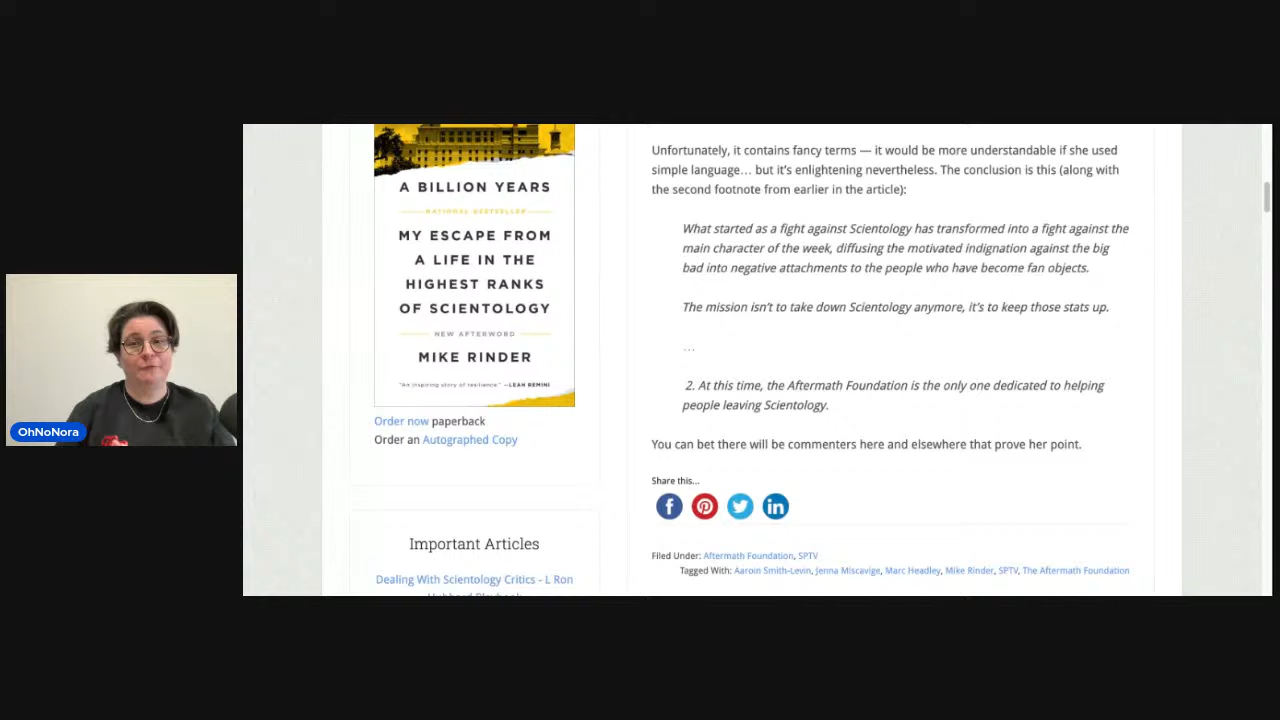 OhNoNora
A BILLION YEARS
NATIONAL BESTSELLER
MY ESCAPE FROM
A LIFE IN THE
HIGHEST RANKS
OF SCIENTOLOGY
NEW AFTERWORD
MIKE RINDER
"An inspiring story of resilience." —LEAH REMINI
Order now paperback
Order an Autographed Copy
Important Articles
Dealing With Scientology Critics - L Ron
Unfortunately, it contains fancy terms — it would be more understandable if she used
simple language… but it's enlightening nevertheless. The conclusion is this (along with
the second footnote from earlier in the article):
What started as a fight against Scientology has transformed into a fight against the
main character of the week, diffusing the motivated indignation against the big
bad into negative attachments to the people who have become fan objects.
The mission isn't to take down Scientology anymore, it's to keep those stats up.
…
2. At this time, the Aftermath Foundation is the only one dedicated to helping
people leaving Scientology.
You can bet there will be commenters here and elsewhere that prove her point.
Share this...
Filed Under: Aftermath Foundation, SPTV
Tagged With: Aaroin Smith-Levin, Jenna Miscavige, Marc Headley, Mike Rinder, SPTV, The Aftermath Foundation